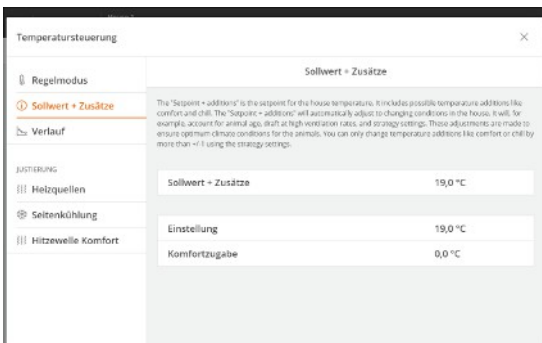 Temperatursteuerung
Regelmodus
Sollwert + Zusätze
Verlauf
JUSTIERUNG
Heizquellen
Seitenkühlung
Hitzewelle Komfort
Sollwert + Zusätze
The "Setpoint + additions" is the setpoint for the house temperature. It includes possible temperature additions like
comfort and chill. The "Setpoint + additions" will automatically adjust to changing conditions in the house. It will, for
example, account for animal age, draft at high ventilation rates, and strategy settings. These adjustments are made to
ensure optimum climate conditions for the animals. You can only change temperature additions like comfort or chill by
more than +/-1 using the strategy settings.
Sollwert + Zusätze 19,0 °C
Einstellung 19,0 °C
Komfortzugabe 0,0 °C